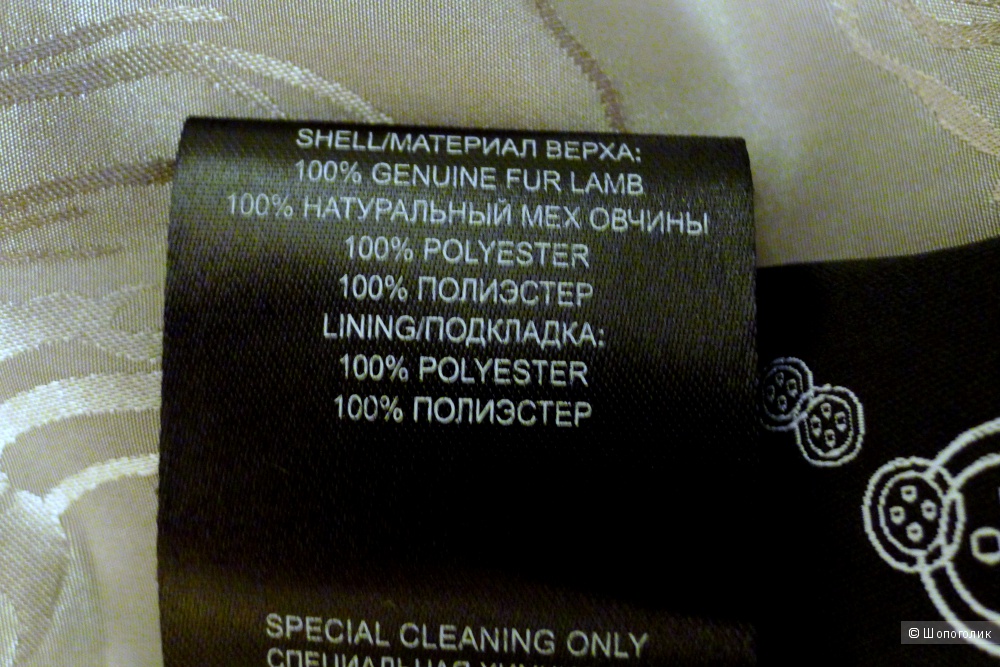 SHELL/МАТЕРИАЛ ВЕРХА:
100% GENUINE FUR LAMB
100% НАТУРАЛЬНЫЙ МЕХ ОВЧИНЫ
100% POLYESTER
100% ПОЛИЭСТЕР
LINING/ПОДКЛАДКА:
100% POLYESTER
100% ПОЛИЭСТЕР
SPECIAL CLEANING ONLY
СПЕЦИАЛЬНАЯ
© Шопоголик